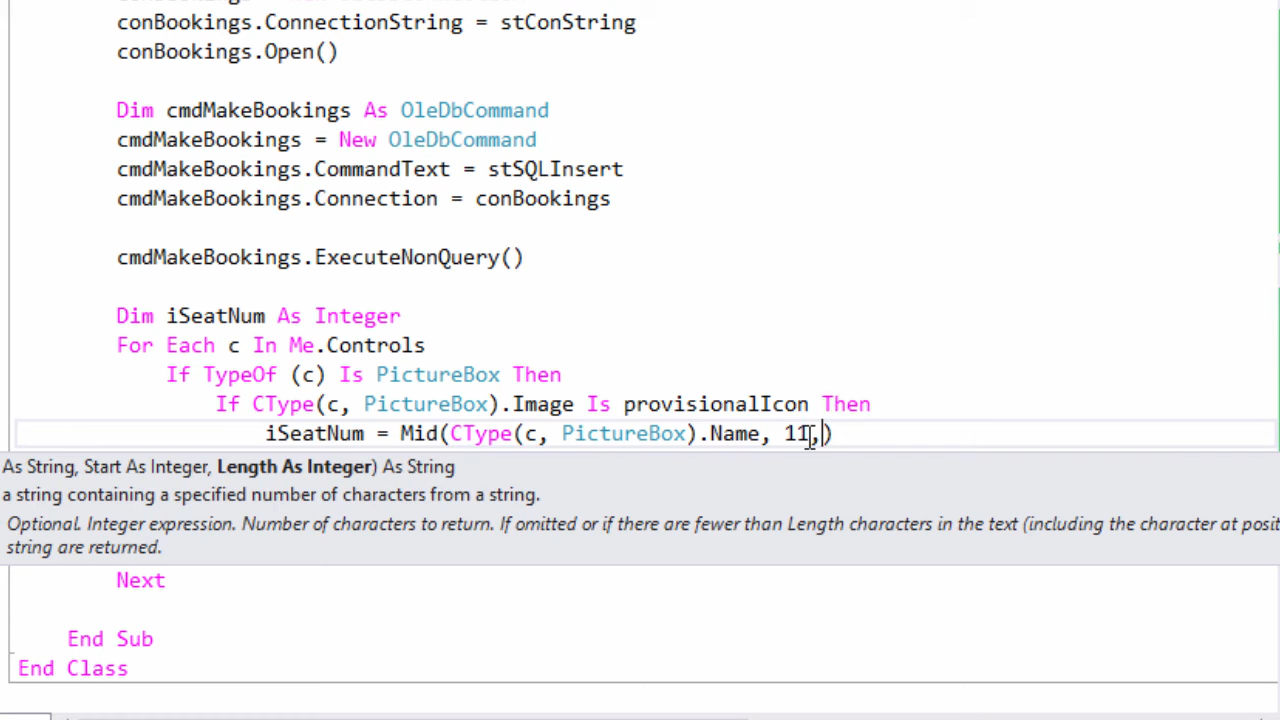 conBookings.ConnectionString = stConString
conBookings.Open()
Dim cmdMakeBookings As OleDbCommand
cmdMakeBookings = New OleDbCommand
cmdMakeBookings.CommandText = stSQLInsert
cmdMakeBookings.Connection = conBookings
cmdMakeBookings.ExecuteNonQuery()
Dim iSeatNum As Integer
For Each c In Me.Controls
If TypeOf (c) Is PictureBox Then
If CType(c, PictureBox).Image Is provisionalIcon Then
iSeatNum = Mid(CType(c, PictureBox).Name, 11,)
As String, Start As Integer, Length As Integer) As String
a string containing a specified number of characters from a string.
Optional. Integer expression. Number of characters to return. If omitted or if there are fewer than Length characters in the text (including the character at posit
string are returned.
Next
End Sub
End Class